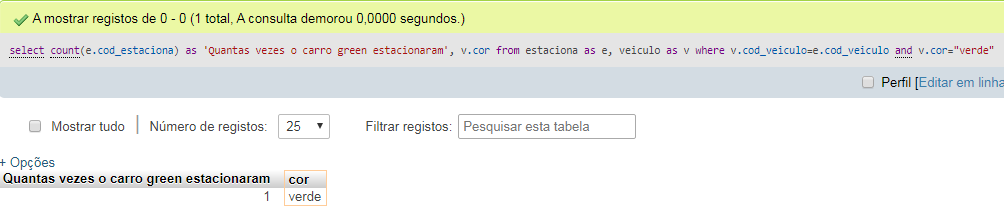 A mostrar registos de 0 - 0 (1 total, A consulta demorou 0,0000 segundos.)
select count(e.cod_estaciona) as 'Quantas vezes o carro green estacionaram', v.cor from estaciona as e, veiculo as v where v.cod_veiculo=e.cod_veiculo and v.cor="verde"
Perfil [Editar em linha
Mostrar tudo | Número de registos: 25 Filtrar registos: Pesquisar esta tabela
+ Opções
Quantas vezes o carro green estacionaram cor
1 verde